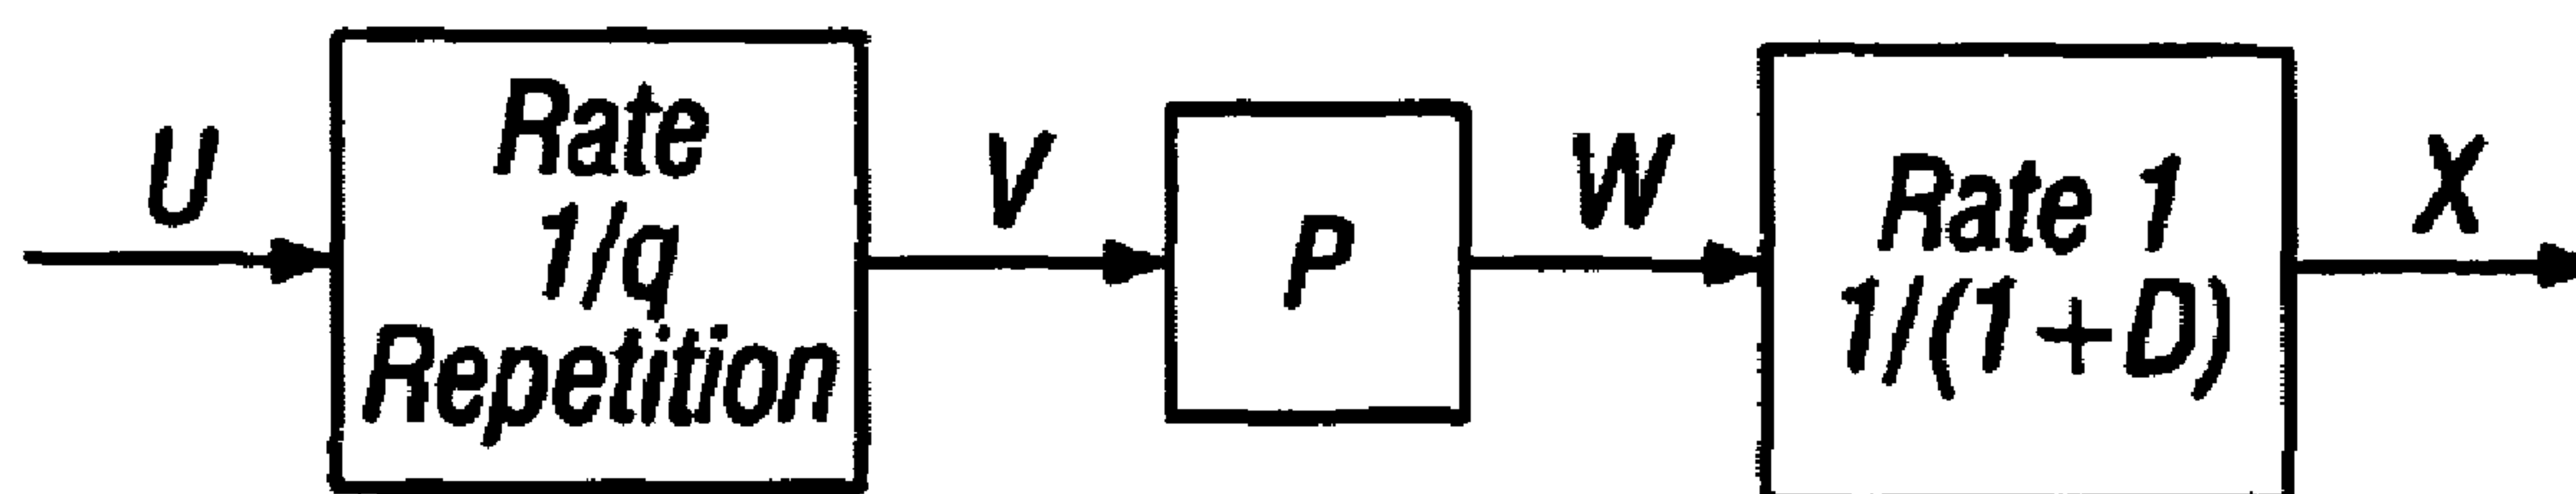 U
Rate
1/q
Repetition
V
P
W
Rate 1
1/(1+D)
X